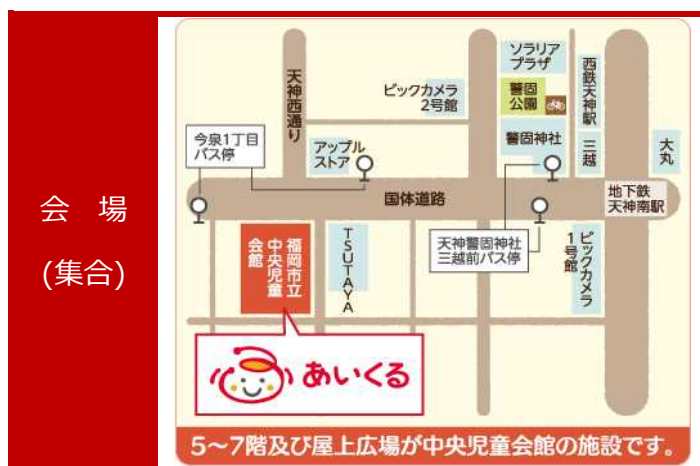 会 場
(集合)
ソラリア
プラザ
西鉄天神駅
天神西通り
ビックカメラ
2号館
警固
公園
今泉1丁目
バス停
アップル
ストア
警固神社
三越
大丸
国体道路
地下鉄
天神南駅
福岡市立
中央児童
会館
TSUTAYA
天神警固神社
三越前バス停
ビックカメラ
1号館
あいくる
5〜7階及び屋上広場が中央児童会館の施設です。